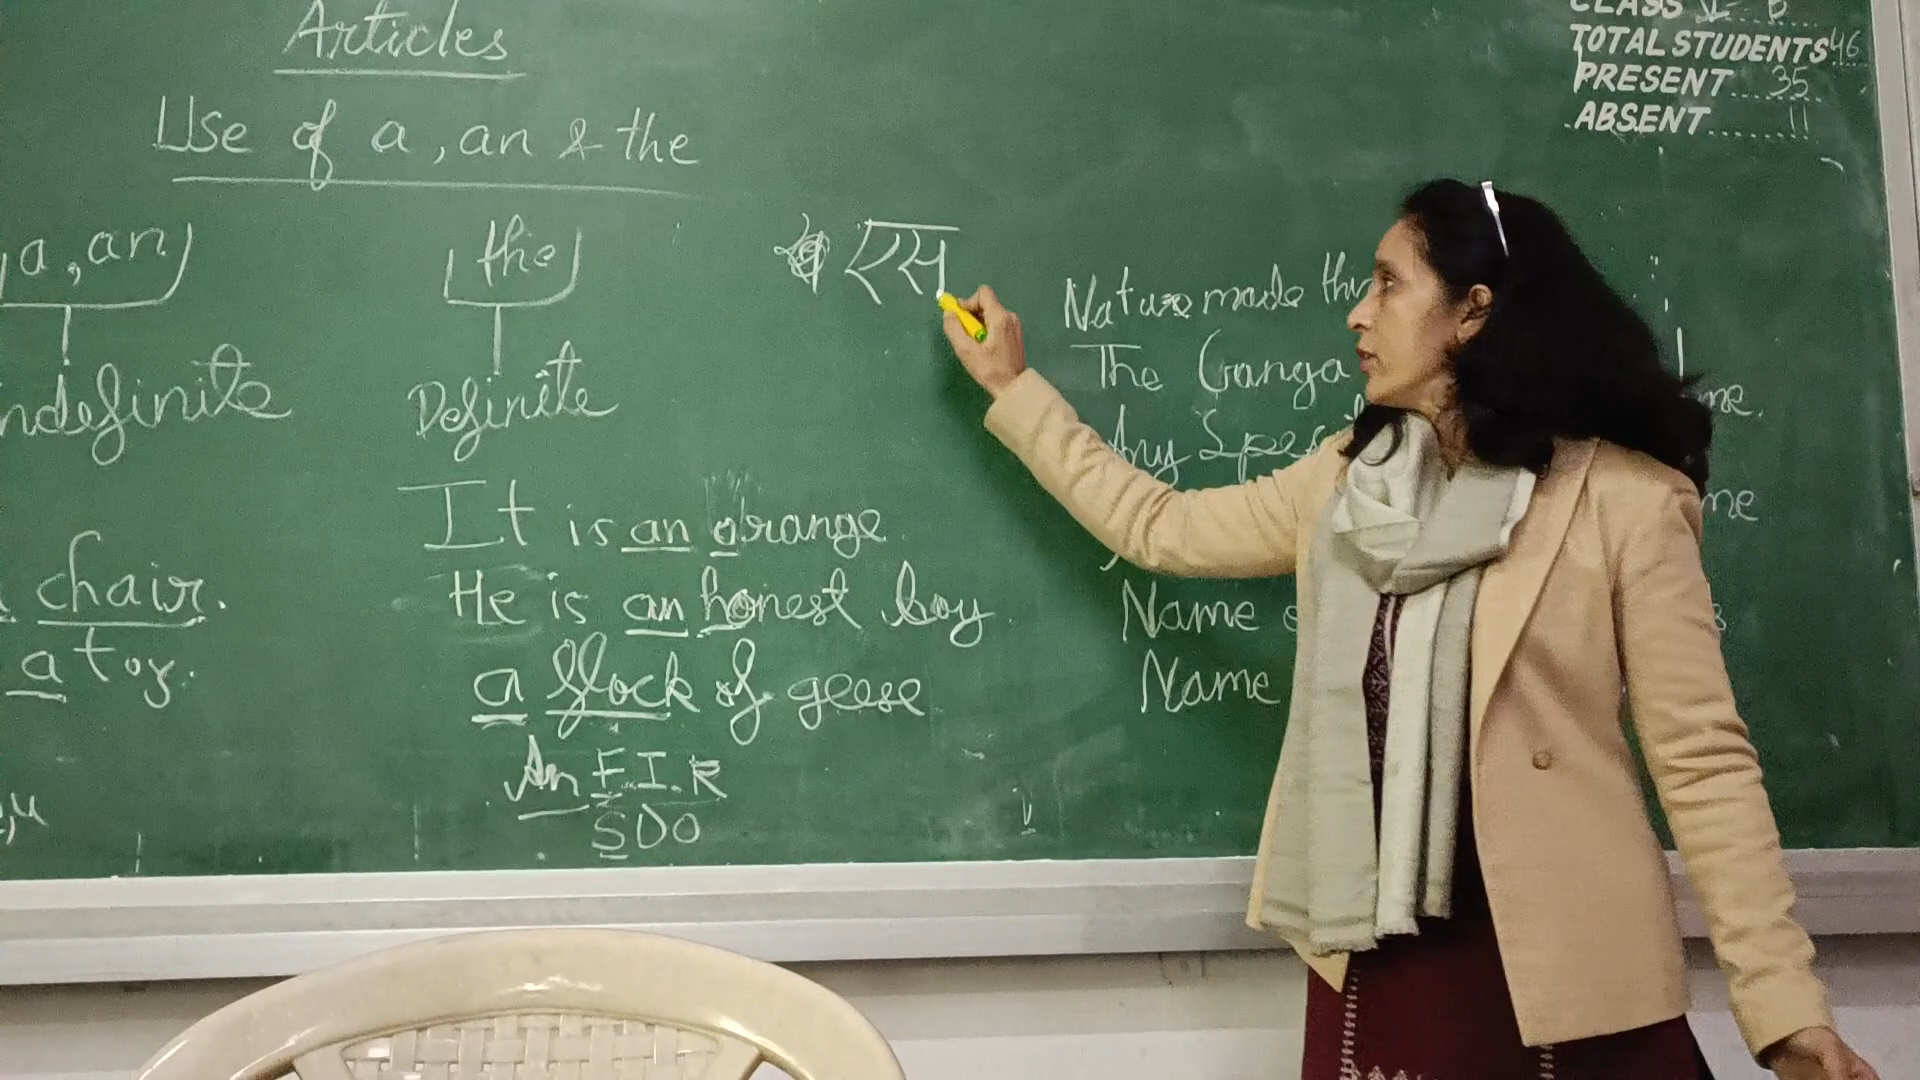 Articles
Use of a, an & the
a, an
the
Indefinite
Definite
chair.
a toy.
It is an orange
He is an honest boy
a flock of geese
An F.I.R
SDO
रस
Nature made
The Ganga
Any
me.
me
Name
Name
CLASS V B
TOTAL STUDENTS 46
PRESENT 35
ABSENT 11